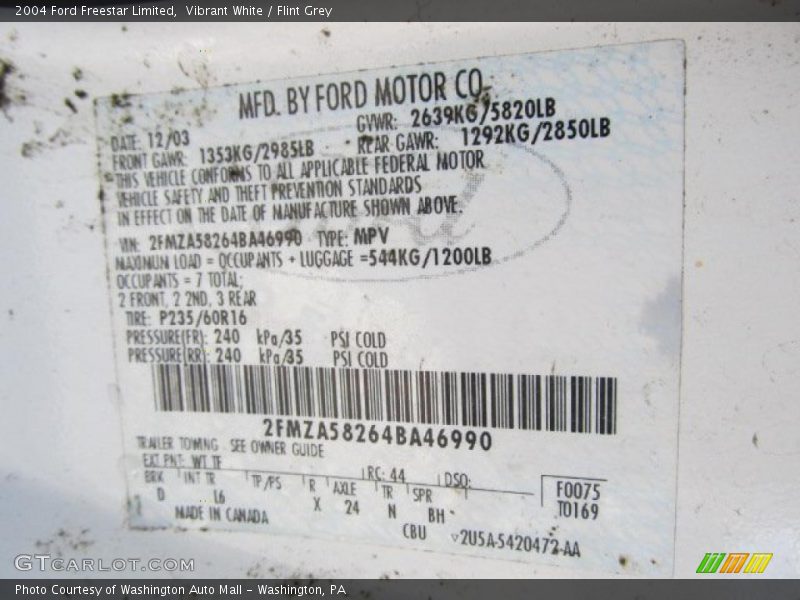 2004 Ford Freestar Limited, Vibrant White / Flint Grey
MFD. BY FORD MOTOR CO.
DATE: 12/03 GVWR: 2639KG/5820LB
FRONT GAWR: 1353KG/2985LB REAR GAWR: 1292KG/2850LB
THIS VEHICLE CONFORMS TO ALL APPLICABLE FEDERAL MOTOR
VEHICLE SAFETY AND THEFT PREVENTION STANDARDS
IN EFFECT ON THE DATE OF MANUFACTURE SHOWN ABOVE.
VIN: 2FMZA58264BA46990 TYPE: MPV
MAXIMUM LOAD = OCCUPANTS + LUGGAGE =544KG/1200LB
OCCUPANTS = 7 TOTAL;
2 FRONT, 2 2ND, 3 REAR
TIRE: P235/60R16
PRESSURE(FR): 240 kPa/35 PSI COLD
PRESSURE(RR): 240 kPa/35 PSI COLD
2FMZA58264BA46990
TRAILER TOWING - SEE OWNER GUIDE
EXT PNT: WT TF RC: 44 DSO:
BRK INT TR TP/PS R AXLE TR SPR
D L6 X 24 N BH
F0075
T0169
MADE IN CANADA
CBU
▽2U5A-5420472-AA
GTCARLOT.COM
Photo Courtesy of Washington Auto Mall - Washington, PA